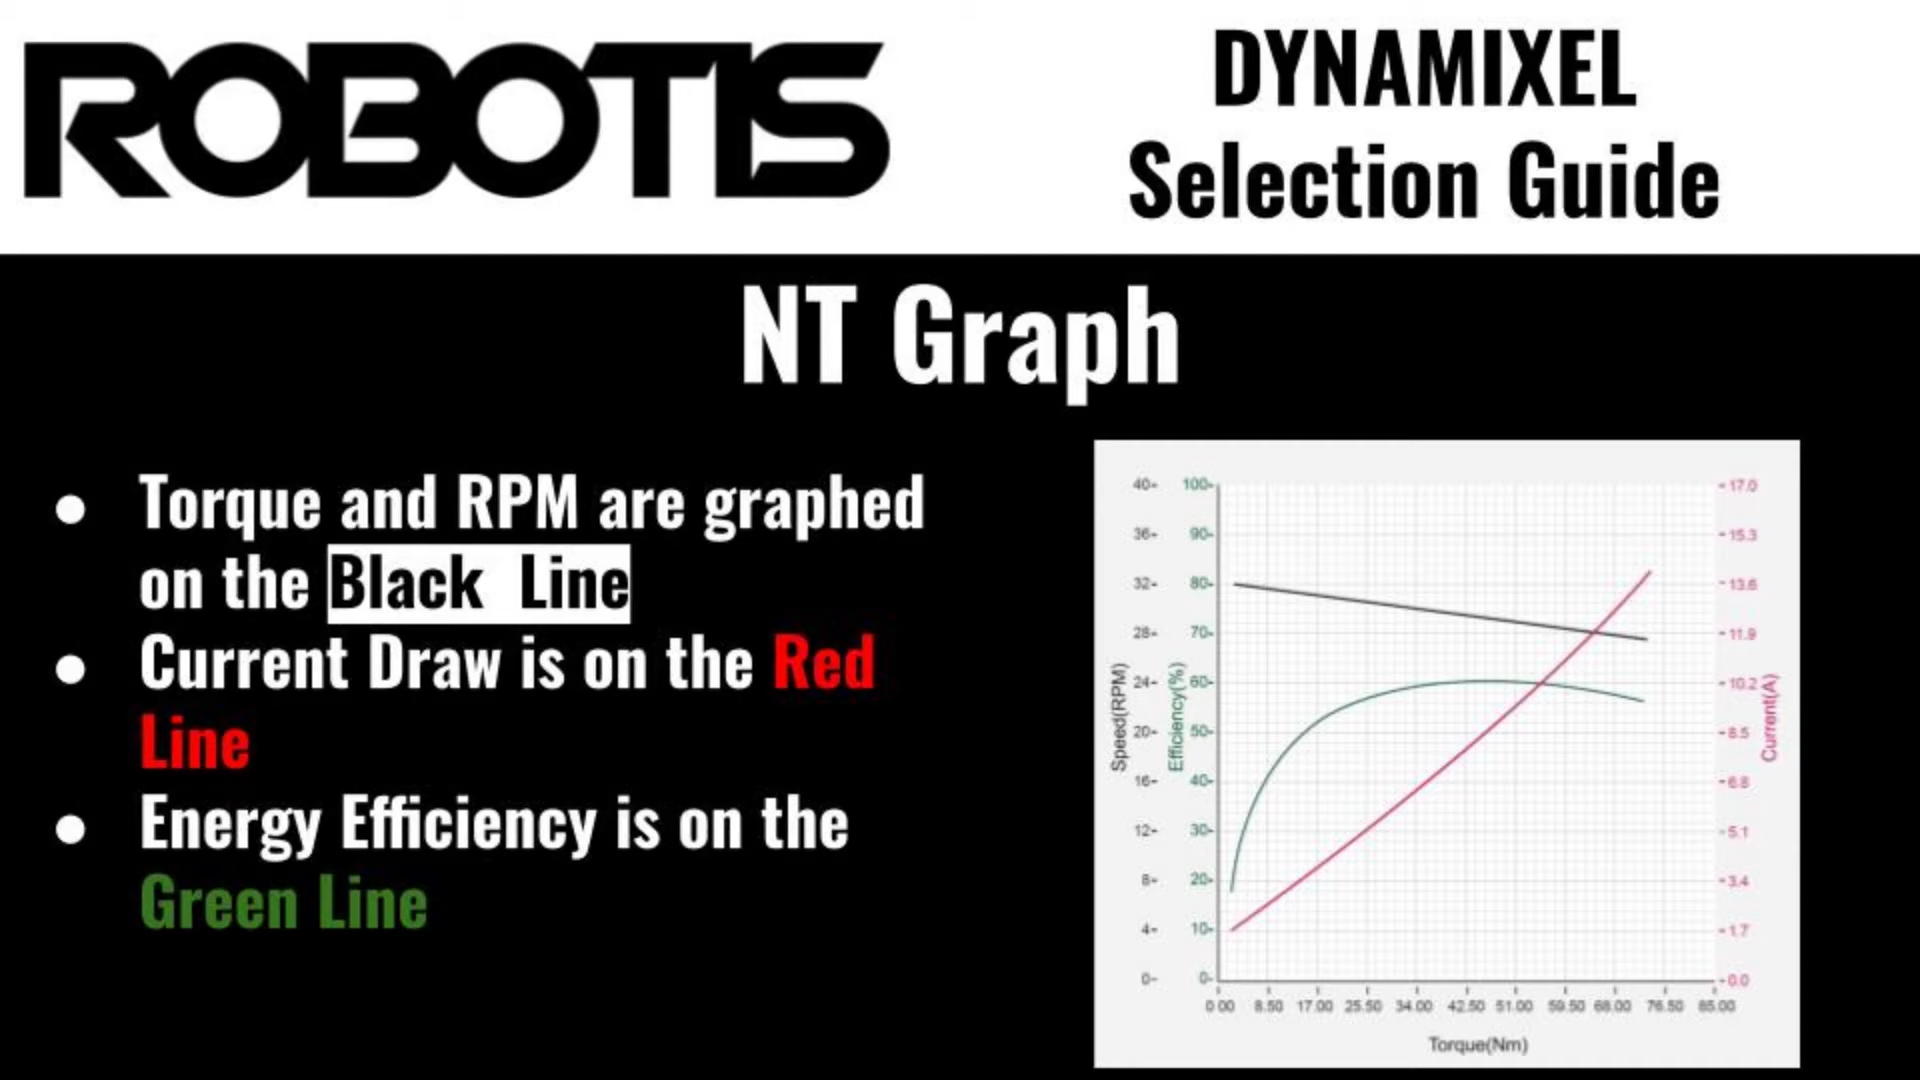 ROBOTIS
DYNAMIXEL
Selection Guide
NT Graph
● Torque and RPM are graphed
on the Black Line
● Current Draw is on the Red
Line
● Energy Efficiency is on the
Green Line
40- 100- -17.0
36- 90- -15.3
32- 80- -13.6
28- 70- -11.9
24- 60- -10.2
20- 50- -8.5
16- 40- -6.8
12- 30- -5.1
8- 20- -3.4
4- 10- -1.7
0- 0- -0.0
Speed(RPM)
Efficiency(%)
Current(A)
0.00 8.50 17.00 25.50 34.00 42.50 51.00 59.50 68.00 76.50 85.00
Torque(Nm)